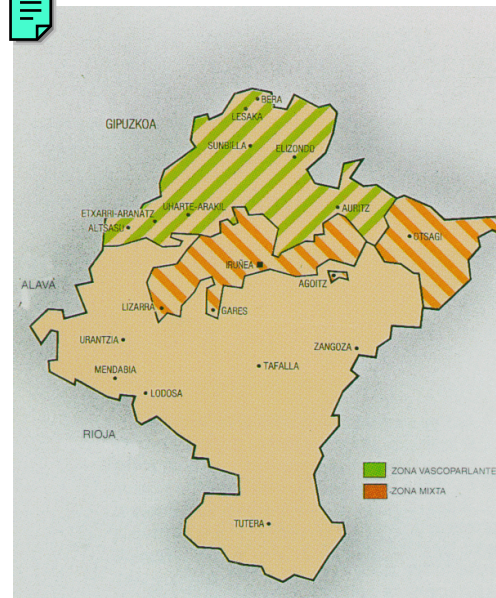 BERA
LESAKA
GIPUZKOA
SUNBILLA
ELIZONDO
UHARTE-ARAKIL
AURITZ
ETXARRI-ARANATZ
ALTSASU
OTSAGI
IRUÑEA
ALAVA
AGOITZ
LIZARRA
GARES
URANTZIA
ZANGOZA
MENDABIA
TAFALLA
LODOSA
RIOJA
ZONA VASCOPARLANTE
ZONA MIXTA
TUTERA